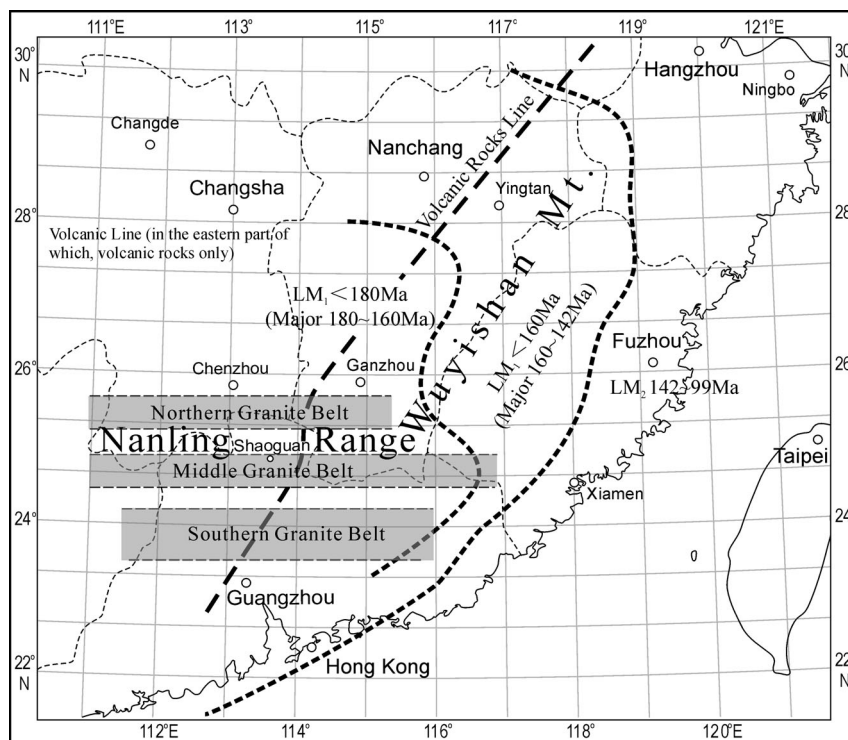 111°E
113°
115°
117°
119°
121°E
30°
N
30°
N
Hangzhou
Ningbo
Changde
Nanchang
Volcanic Rocks Line
Yingtan
Changsha
28°
28°
Volcanic Line (in the eastern part of
which, volcanic rocks only)
Wuyishan Mt.
LM₁<180Ma
(Major 180~160Ma)
LM₁<160Ma
(Major 160~142Ma)
Fuzhou
26°
26°
Chenzhou
Ganzhou
LM₂ 142~99Ma
Northern Granite Belt
Nanling Range
Shaoguan
Middle Granite Belt
Taipei
Xiamen
24°
24°
Southern Granite Belt
Guangzhou
Hong Kong
22°
N
22°
N
112°E
113°
114°
115°
116°
118°
120°E